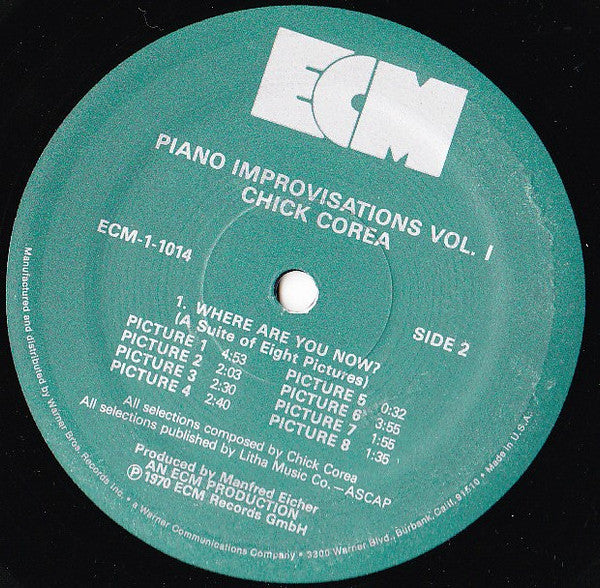 ECM
PIANO IMPROVISATIONS VOL. I
CHICK COREA
ECM-1-1014
SIDE 2
1. WHERE ARE YOU NOW?
(A Suite of Eight Pictures)
PICTURE 1 4:53
PICTURE 2 2:03
PICTURE 3 2:30
PICTURE 4 2:40
PICTURE 5 0:32
PICTURE 6 3:55
PICTURE 7 1:55
PICTURE 8 1:35
All selections composed by Chick Corea
All selections published by Litha Music Co. — ASCAP
Produced by Manfred Eicher
AN ECM PRODUCTION
Ⓟ 1970 ECM Records GmbH
Manufactured and distributed by Warner Bros. Records Inc. • a Warner Communications Company • 3300 Warner Blvd., Burbank, Calif. 91510 • Made in U.S.A.